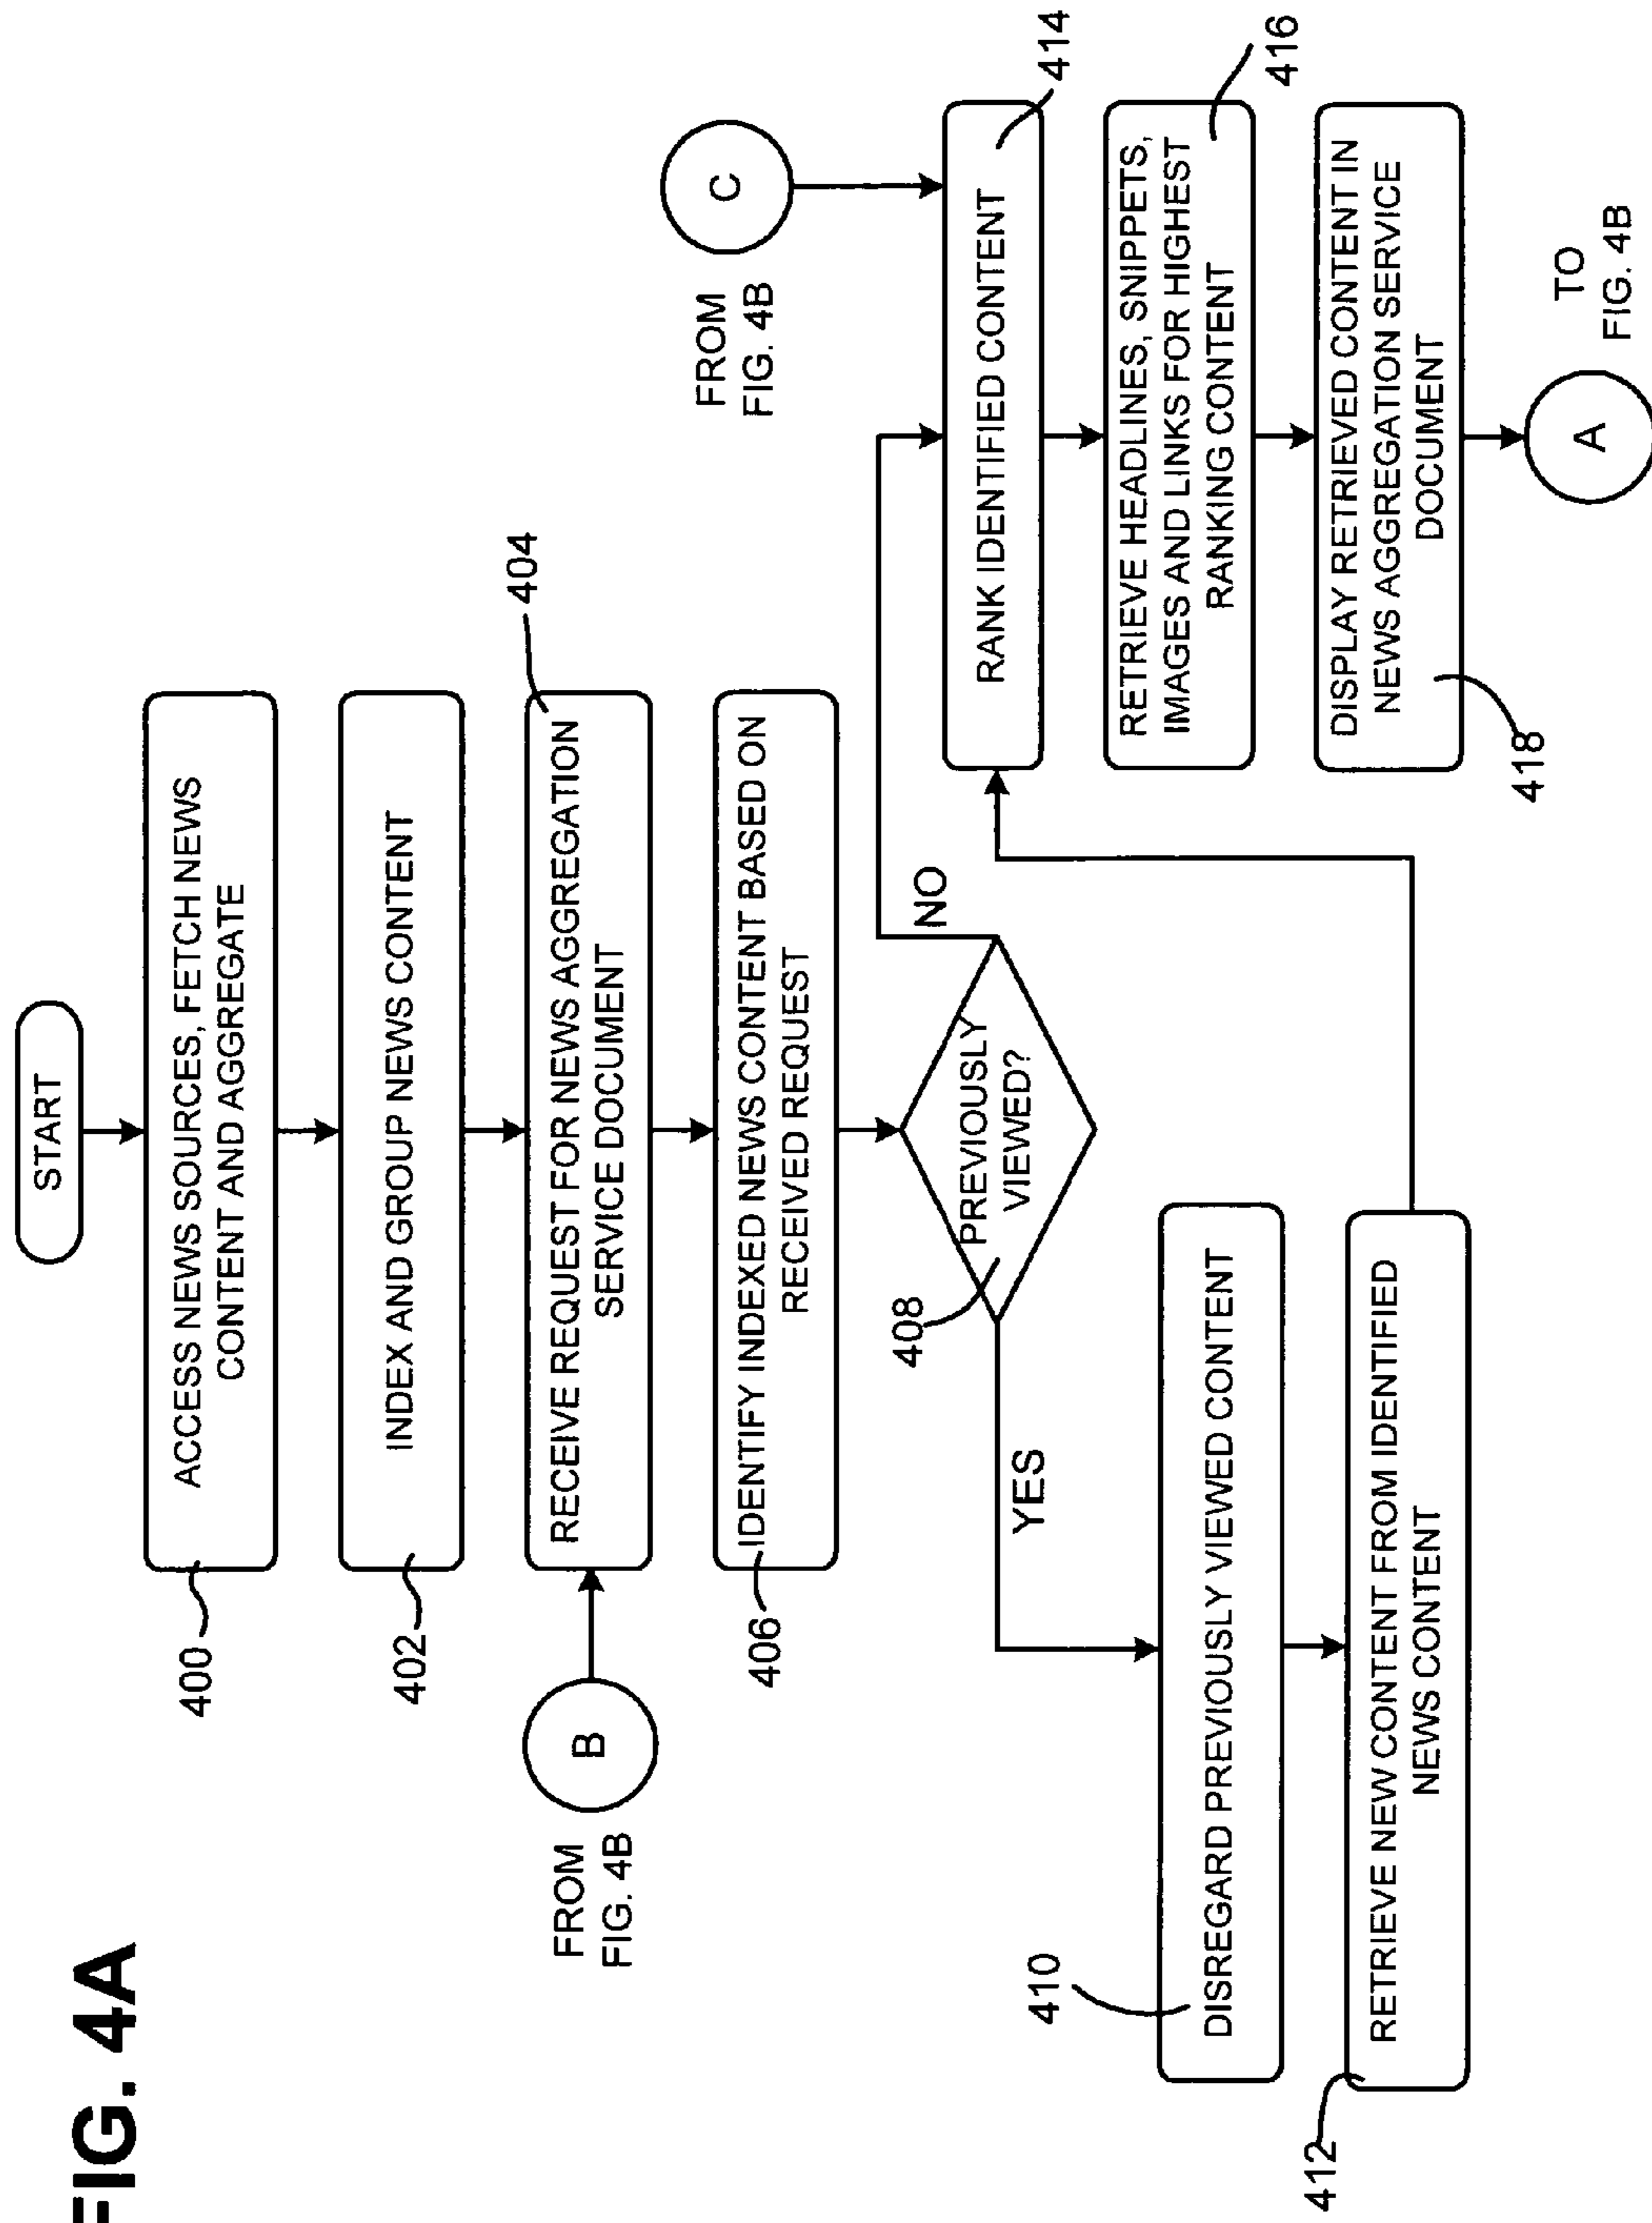 FIG. 4A
START
400
ACCESS NEWS SOURCES, FETCH NEWS
CONTENT AND AGGREGATE
402
INDEX AND GROUP NEWS CONTENT
404
RECEIVE REQUEST FOR NEWS AGGREGATION
SERVICE DOCUMENT
FROM
FIG. 4B
B
406
IDENTIFY INDEXED NEWS CONTENT BASED ON
RECEIVED REQUEST
408
PREVIOUSLY
VIEWED?
YES
NO
410
DISREGARD PREVIOUSLY VIEWED CONTENT
412
RETRIEVE NEW CONTENT FROM IDENTIFIED
NEWS CONTENT
FROM
FIG. 4B
C
414
RANK IDENTIFIED CONTENT
416
RETRIEVE HEADLINES, SNIPPETS,
IMAGES AND LINKS FOR HIGHEST
RANKING CONTENT
418
DISPLAY RETRIEVED CONTENT IN
NEWS AGGREGATION SERVICE
DOCUMENT
A
TO
FIG. 4B